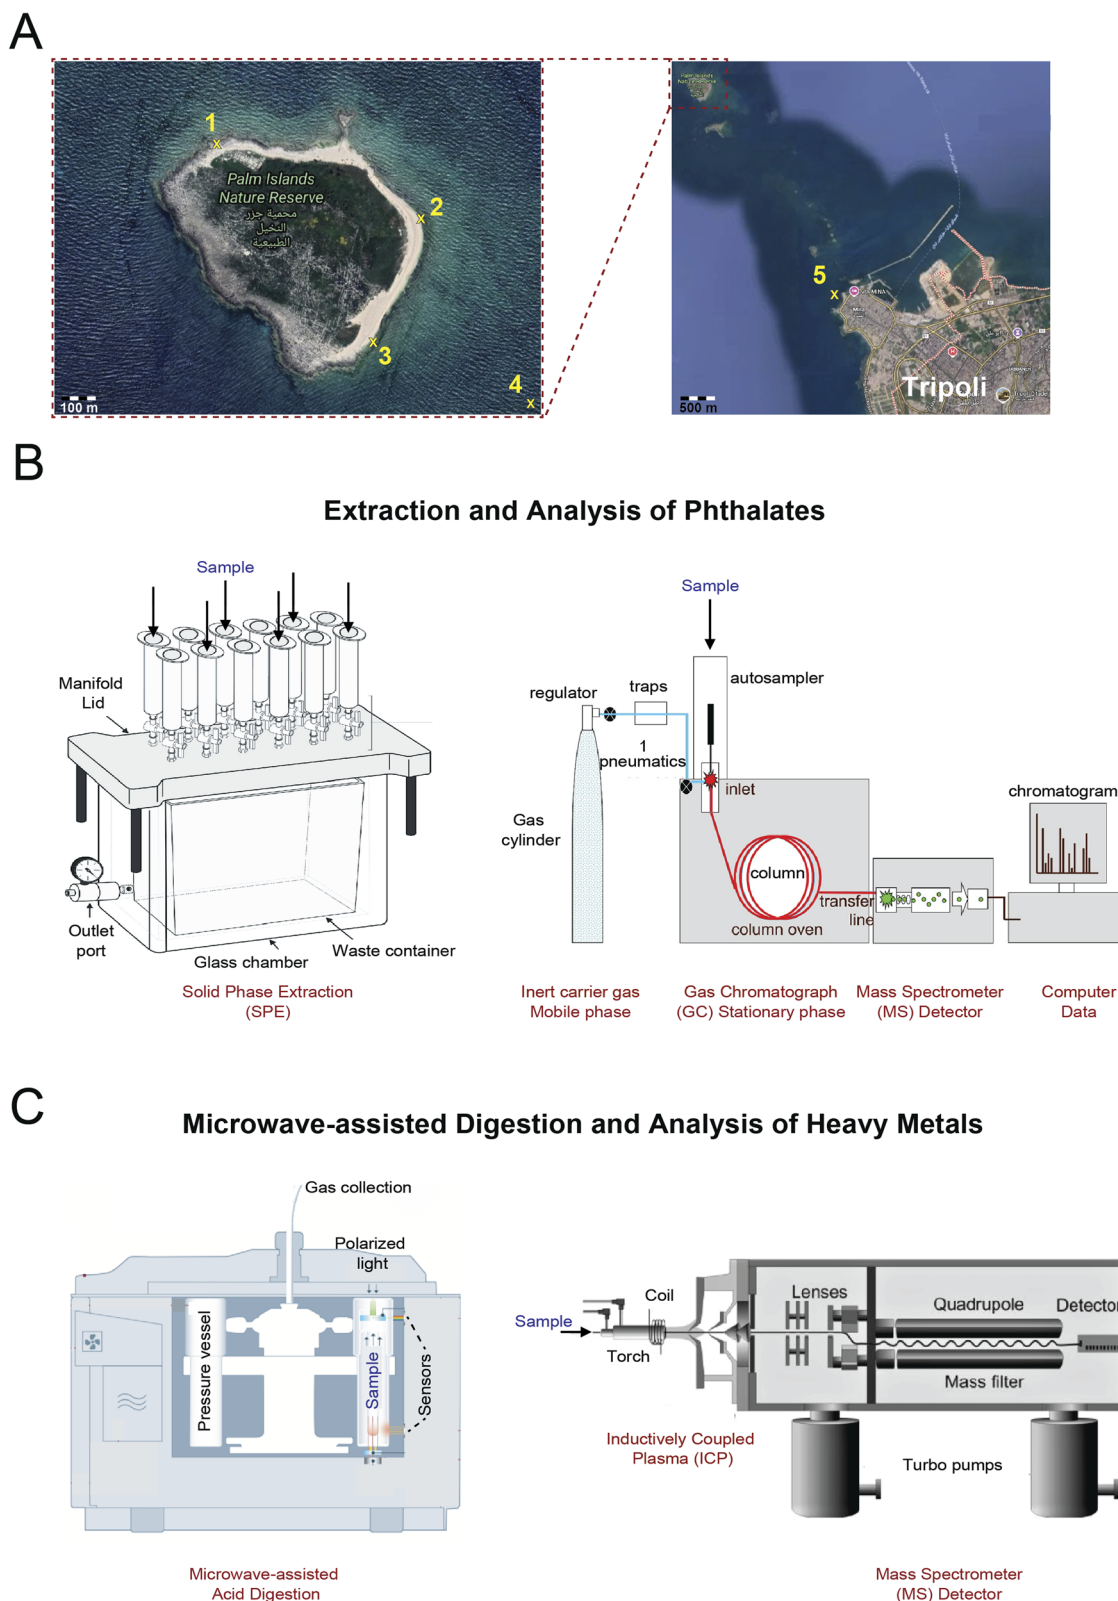 A
1
Palm Islands
Nature Reserve
محمية جزر
النخيل
الطبيعية
2
3
4
100 m
Palm Islands
Nature Reserve
5
MINA
Tripoli
500 m
B
Extraction and Analysis of Phthalates
Sample
Manifold
Lid
Outlet
port
Glass chamber
Waste container
Solid Phase Extraction
(SPE)
Sample
autosampler
regulator
traps
1
pneumatics
inlet
Gas
cylinder
column
column oven
transfer
line
chromatogram
Inert carrier gas
Mobile phase
Gas Chromatograph
(GC) Stationary phase
Mass Spectrometer
(MS) Detector
Computer
Data
C
Microwave-assisted Digestion and Analysis of Heavy Metals
Gas collection
Polarized
light
Pressure vessel
Sample
Sensors
Microwave-assisted
Acid Digestion
Sample
Coil
Torch
Lenses
Quadrupole
Detector
Mass filter
Inductively Coupled
Plasma (ICP)
Turbo pumps
Mass Spectrometer
(MS) Detector